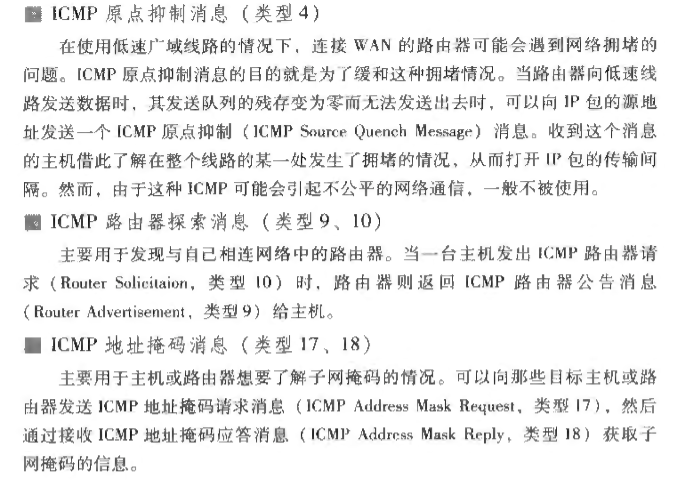 ICMP 原点抑制消息（类型4）
在使用低速广域线路的情况下，连接 WAN 的路由器可能会遇到网络拥堵的
问题。ICMP 原点抑制消息的目的就是为了缓和这种拥堵情况。当路由器向低速线
路发送数据时，其发送队列的残存变为零而无法发送出去时，可以向 IP 包的源地
址发送一个 ICMP 原点抑制（ICMP Source Quench Message）消息。收到这个消息
的主机借此了解在整个线路的某一处发生了拥堵的情况，从而打开 IP 包的传输间
隔。然而，由于这种 ICMP 可能会引起不公平的网络通信，一般不被使用。
ICMP 路由器探索消息（类型9、10）
主要用于发现与自己相连网络中的路由器。当一台主机发出 ICMP 路由器请
求（Router Solicitaion，类型 10）时，路由器则返回 ICMP 路由器公告消息
（Router Advertisement，类型9）给主机。
ICMP 地址掩码消息（类型17、18）
主要用于主机或路由器想要了解子网掩码的情况。可以向那些目标主机或路
由器发送 ICMP 地址掩码请求消息（ICMP Address Mask Request，类型17），然后
通过接收 ICMP 地址掩码应答消息（ICMP Address Mask Reply，类型18）获取子
网掩码的信息。